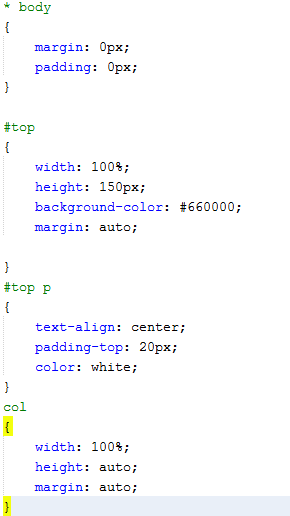 * body
{
margin: 0px;
padding: 0px;
}
#top
{
width: 100%;
height: 150px;
background-color: #660000;
margin: auto;
}
#top p
{
text-align: center;
padding-top: 20px;
color: white;
}
col
{
width: 100%;
height: auto;
margin: auto;
}